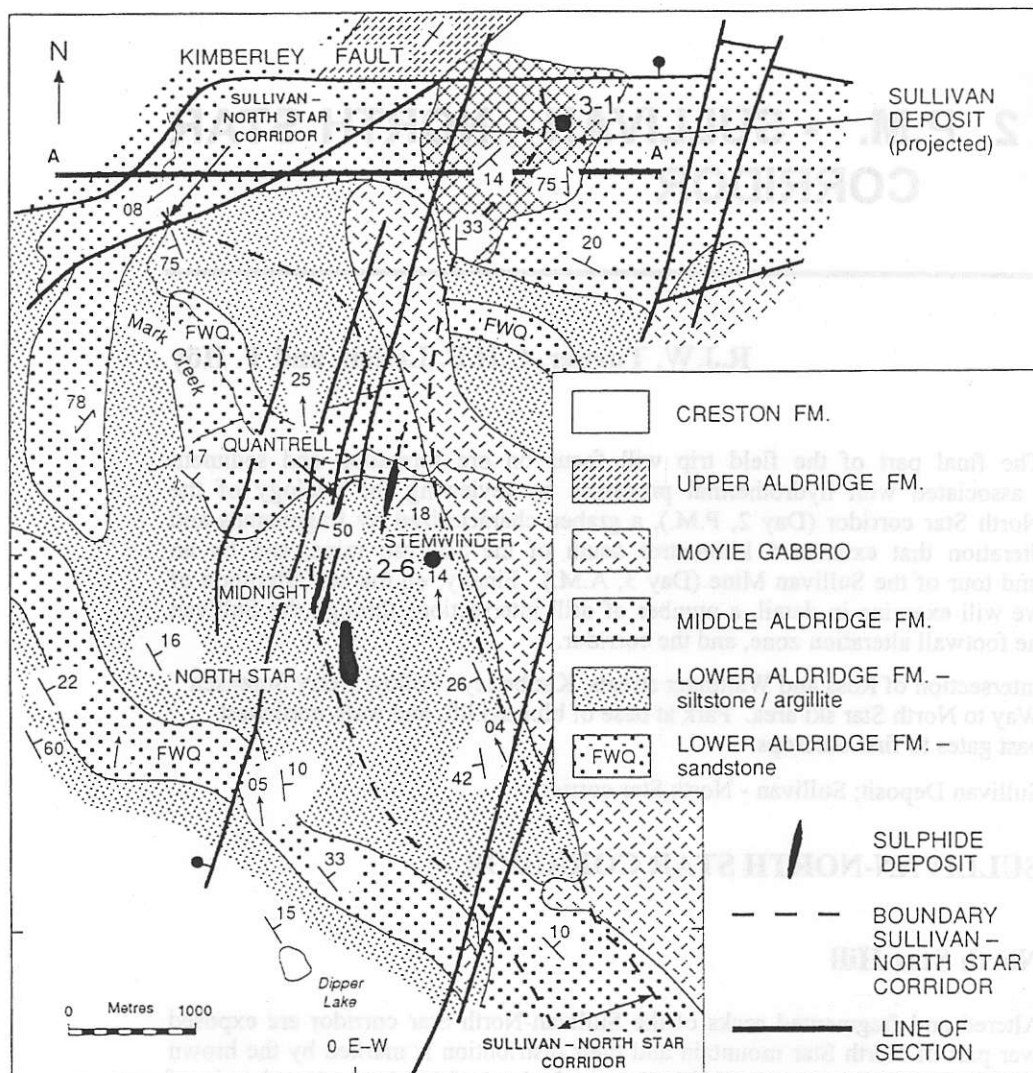 N
KIMBERLEY FAULT
SULLIVAN –
NORTH STAR
CORRIDOR
3-1
SULLIVAN
DEPOSIT
(projected)
A
A
14
75
08
33
20
75
FWQ
FWQ
Mark
Creek
25
78
17
QUANTRELL
18
50
STEMWINDER
2-6
14
MIDNIGHT
16
NORTH STAR
26
22
04
60
FWQ
10
42
05
33
15
10
Dipper
Lake
0 Metres 1000
0 E–W
SULLIVAN – NORTH STAR
CORRIDOR
CRESTON FM.
UPPER ALDRIDGE FM.
MOYIE GABBRO
MIDDLE ALDRIDGE FM.
LOWER ALDRIDGE FM. –
siltstone / argillite
FWQ
LOWER ALDRIDGE FM. –
sandstone
SULPHIDE
DEPOSIT
BOUNDARY
SULLIVAN –
NORTH STAR
CORRIDOR
LINE OF
SECTION